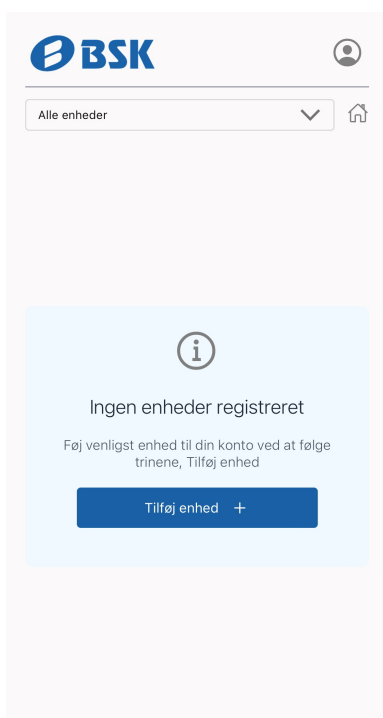 BSK
Alle enheder
Ingen enheder registreret
Føj venligst enhed til din konto ved at følge
trinene, Tilføj enhed
Tilføj enhed +